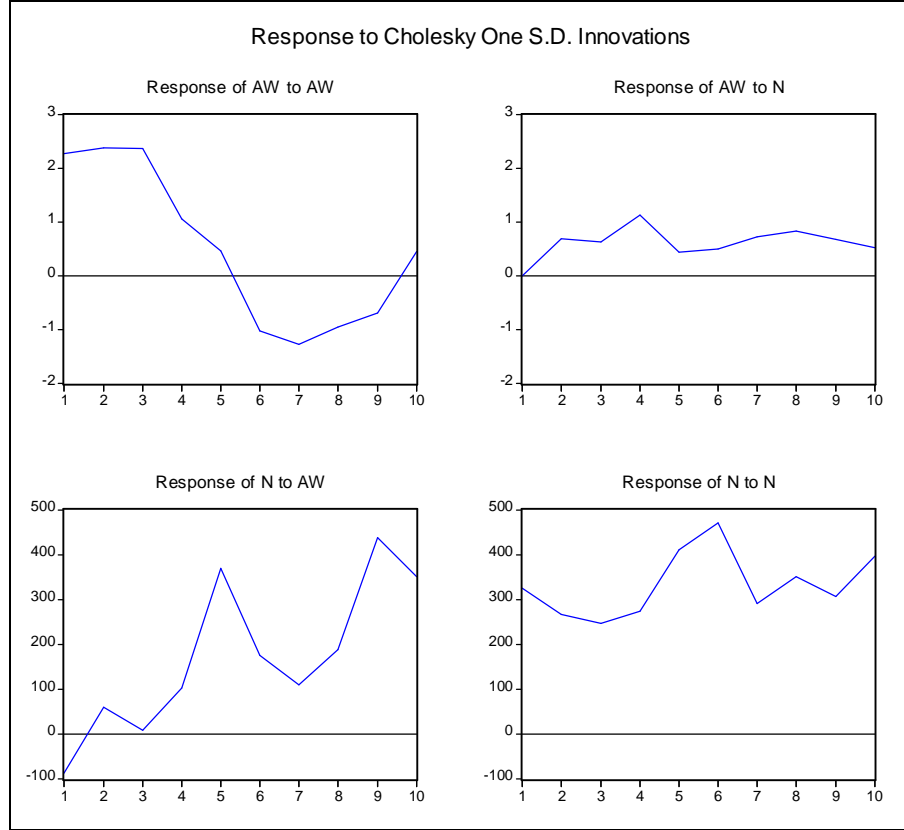 Response to Cholesky One S.D. Innovations
Response of AW to AW
3
2
1
0
-1
-2
1 2 3 4 5 6 7 8 9 10
Response of AW to N
3
2
1
0
-1
-2
1 2 3 4 5 6 7 8 9 10
Response of N to AW
500
400
300
200
100
0
-100
1 2 3 4 5 6 7 8 9 10
Response of N to N
500
400
300
200
100
0
-100
1 2 3 4 5 6 7 8 9 10